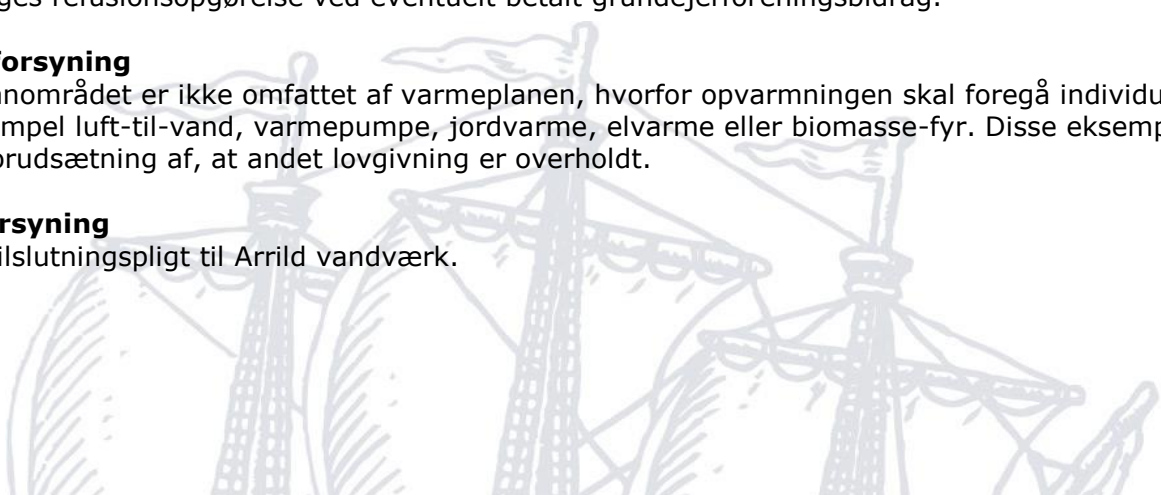 ges refusionsopgørelse ved eventuelt betalt grundejerforeningsbidrag.
forsyning
anområdet er ikke omfattet af varmeplanen, hvorfor opvarmningen skal foregå individu
mpel luft-til-vand, varmepumpe, jordvarme, elvarme eller biomasse-fyr. Disse eksemp
orudsætning af, at andet lovgivning er overholdt.
rsyning
ilslutningspligt til Arrild vandværk.